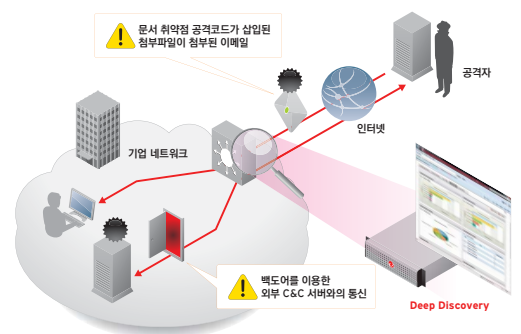 문서 취약점 공격코드가 삽입된
첨부파일이 첨부된 이메일
공격자
인터넷
기업 네트워크
백도어를 이용한
외부 C&C 서버와의 통신
Deep Discovery